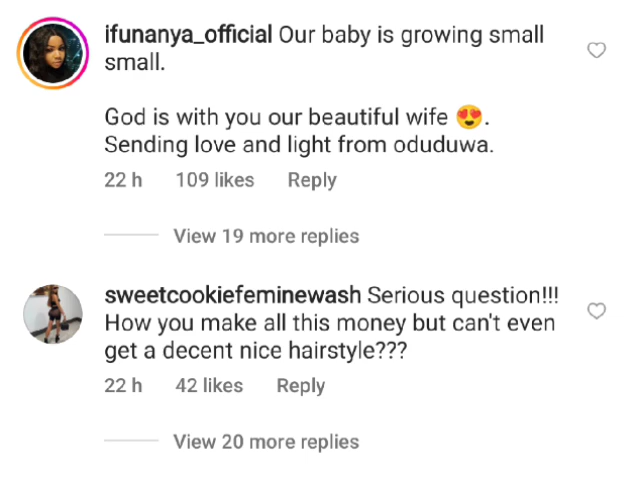 ifunanya_official Our baby is growing small
small.
God is with you our beautiful wife 😍.
Sending love and light from oduduwa.
22 h 109 likes Reply
View 19 more replies
sweetcookiefeminewash Serious question!!!
How you make all this money but can't even
get a decent nice hairstyle???
22 h 42 likes Reply
View 20 more replies